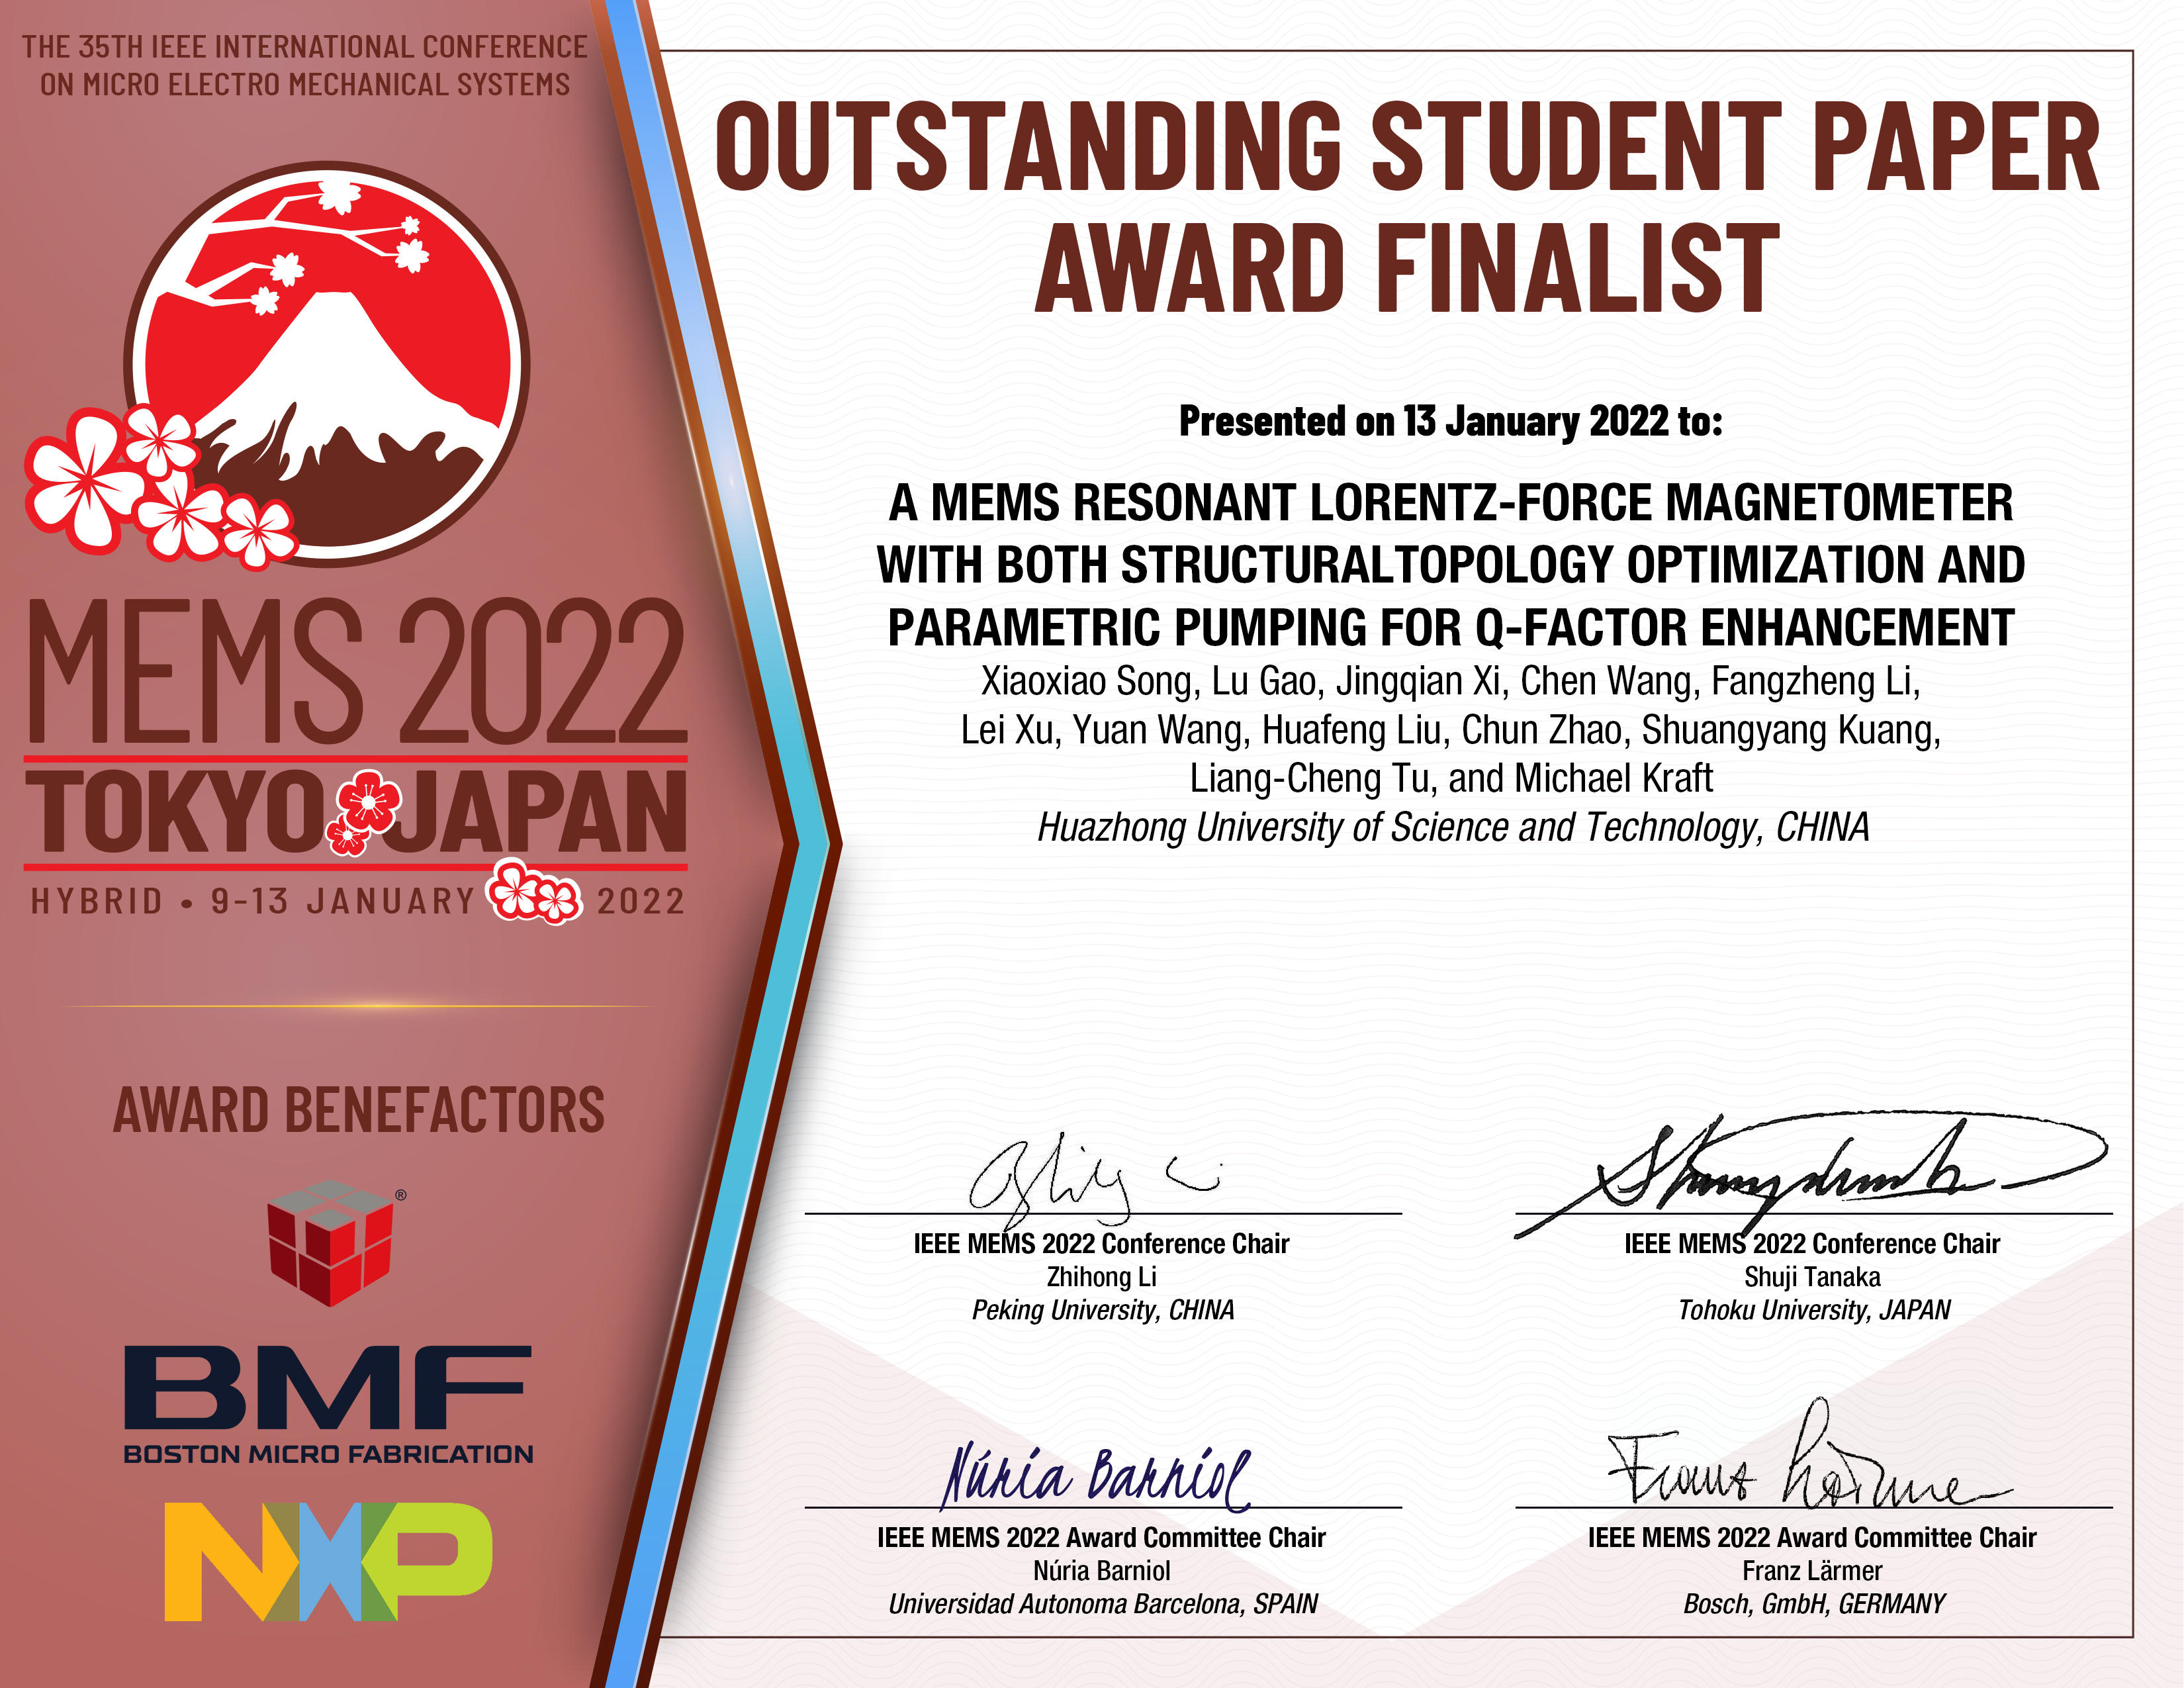 THE 35TH IEEE INTERNATIONAL CONFERENCE
ON MICRO ELECTRO MECHANICAL SYSTEMS
MEMS 2022
TOKYO JAPAN
HYBRID • 9-13 JANUARY 2022
AWARD BENEFACTORS
®
BMF
BOSTON MICRO FABRICATION
NXP
OUTSTANDING STUDENT PAPER
AWARD FINALIST
Presented on 13 January 2022 to:
A MEMS RESONANT LORENTZ-FORCE MAGNETOMETER
WITH BOTH STRUCTURALTOPOLOGY OPTIMIZATION AND
PARAMETRIC PUMPING FOR Q-FACTOR ENHANCEMENT
Xiaoxiao Song, Lu Gao, Jingqian Xi, Chen Wang, Fangzheng Li,
Lei Xu, Yuan Wang, Huafeng Liu, Chun Zhao, Shuangyang Kuang,
Liang-Cheng Tu, and Michael Kraft
Huazhong University of Science and Technology, CHINA
IEEE MEMS 2022 Conference Chair
Zhihong Li
Peking University, CHINA
IEEE MEMS 2022 Conference Chair
Shuji Tanaka
Tohoku University, JAPAN
Núria Barniol
IEEE MEMS 2022 Award Committee Chair
Núria Barniol
Universidad Autonoma Barcelona, SPAIN
Franz Lärmer
IEEE MEMS 2022 Award Committee Chair
Franz Lärmer
Bosch, GmbH, GERMANY